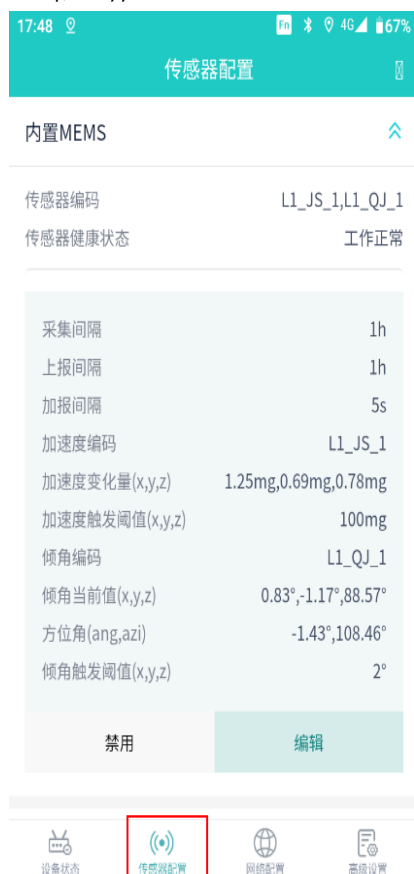 17:48 Fn 4G 67%
传感器配置
内置MEMS
传感器编码 L1_JS_1,L1_QJ_1
传感器健康状态 工作正常
采集间隔 1h
上报间隔 1h
加报间隔 5s
加速度编码 L1_JS_1
加速度变化量(x,y,z) 1.25mg,0.69mg,0.78mg
加速度触发阈值(x,y,z) 100mg
倾角编码 L1_QJ_1
倾角当前值(x,y,z) 0.83°,-1.17°,88.57°
方位角(ang,azi) -1.43°,108.46°
倾角触发阈值(x,y,z) 2°
禁用 编辑
设备状态 传感器配置 网络配置 高级设置